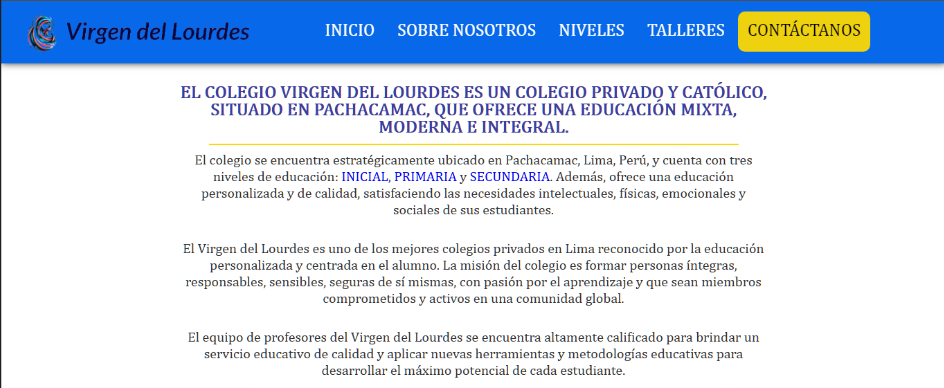 Virgen del Lourdes
INICIO SOBRE NOSOTROS NIVELES TALLERES CONTÁCTANOS
EL COLEGIO VIRGEN DEL LOURDES ES UN COLEGIO PRIVADO Y CATÓLICO,
SITUADO EN PACHACAMAC, QUE OFRECE UNA EDUCACIÓN MIXTA,
MODERNA E INTEGRAL.
El colegio se encuentra estratégicamente ubicado en Pachacamac, Lima, Perú, y cuenta con tres
niveles de educación: INICIAL, PRIMARIA y SECUNDARIA. Además, ofrece una educación
personalizada y de calidad, satisfaciendo las necesidades intelectuales, físicas, emocionales y
sociales de sus estudiantes.
El Virgen del Lourdes es uno de los mejores colegios privados en Lima reconocido por la educación
personalizada y centrada en el alumno. La misión del colegio es formar personas íntegras,
responsables, sensibles, seguras de sí mismas, con pasión por el aprendizaje y que sean miembros
comprometidos y activos en una comunidad global.
El equipo de profesores del Virgen del Lourdes se encuentra altamente calificado para brindar un
servicio educativo de calidad y aplicar nuevas herramientas y metodologías educativas para
desarrollar el máximo potencial de cada estudiante.